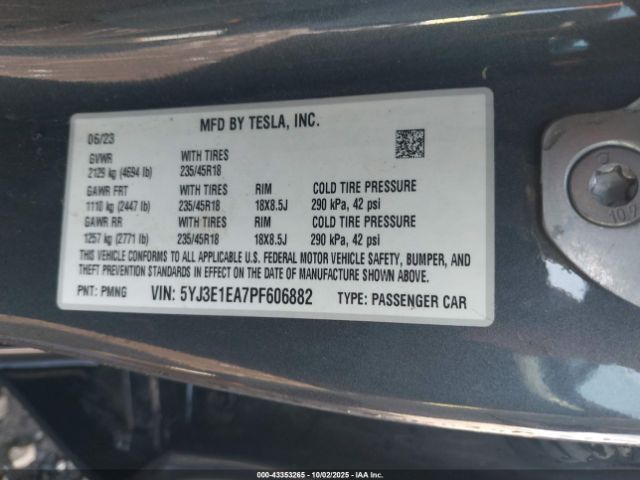 MFD BY TESLA, INC.
06/23
GVWR WITH TIRES
2125 kg (4694 lb) 235/45R18
GAWR FRT WITH TIRES RIM COLD TIRE PRESSURE
1110 kg (2447 lb) 235/45R18 18X8.5J 290 kPa, 42 psi
GAWR RR WITH TIRES RIM COLD TIRE PRESSURE
1257 kg (2771 lb) 235/45R18 18X8.5J 290 kPa, 42 psi
THIS VEHICLE CONFORMS TO ALL APPLICABLE U.S. FEDERAL MOTOR VEHICLE SAFETY, BUMPER, AND
THEFT PREVENTION STANDARDS IN EFFECT ON THE DATE OF MANUFACTURE SHOWN ABOVE.
PNT: PMNG VIN: 5YJ3E1EA7PF606882 TYPE: PASSENGER CAR
10.9
© - 43353265 - 10/02/2025 - IAA Inc.